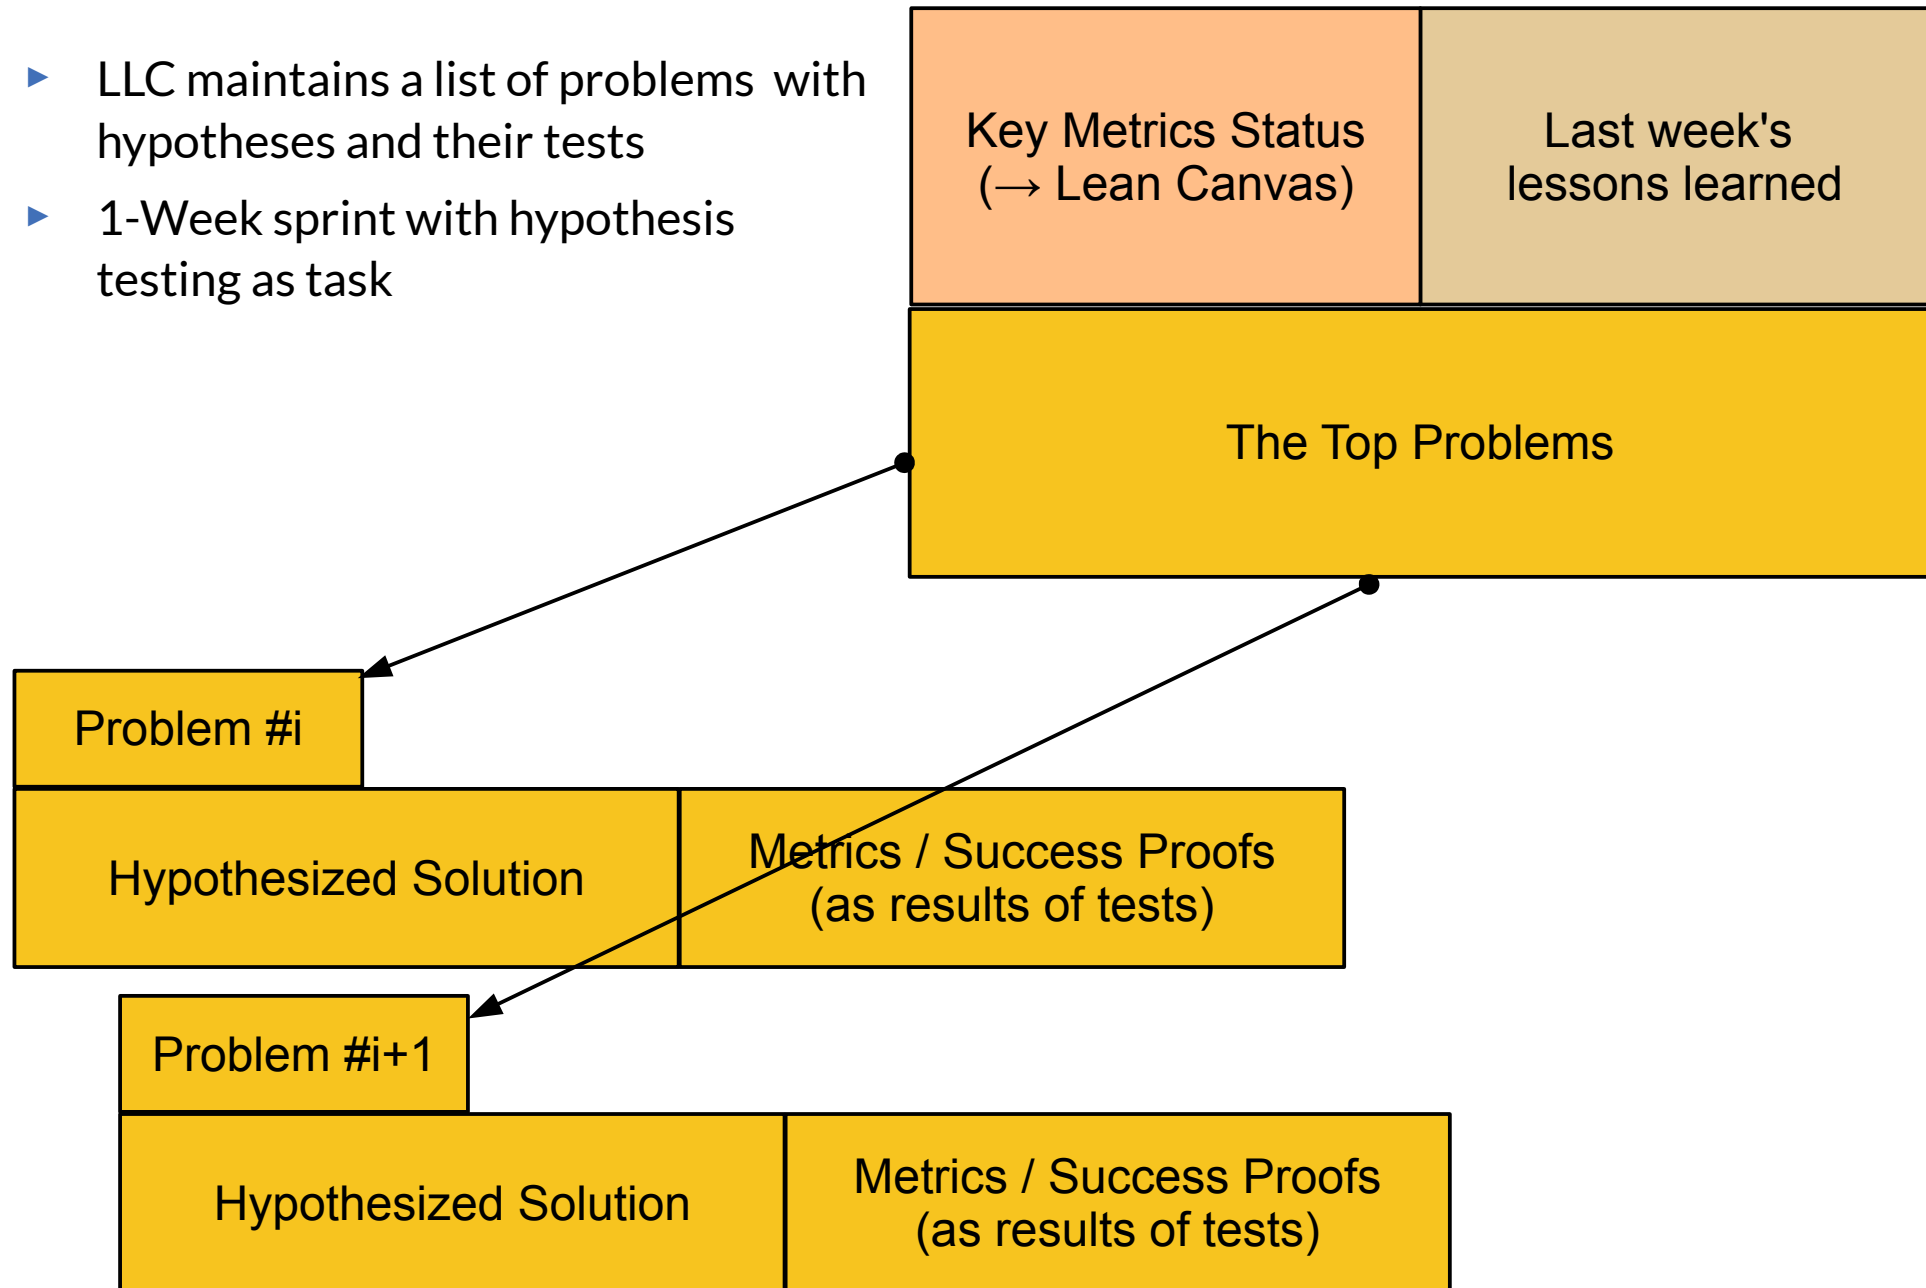 ► LLC maintains a list of problems with
hypotheses and their tests
► 1-Week sprint with hypothesis
testing as task
Key Metrics Status
(→ Lean Canvas)
Last week's
lessons learned
The Top Problems
Problem #i
Hypothesized Solution
Metrics / Success Proofs
(as results of tests)
Problem #i+1
Hypothesized Solution
Metrics / Success Proofs
(as results of tests)